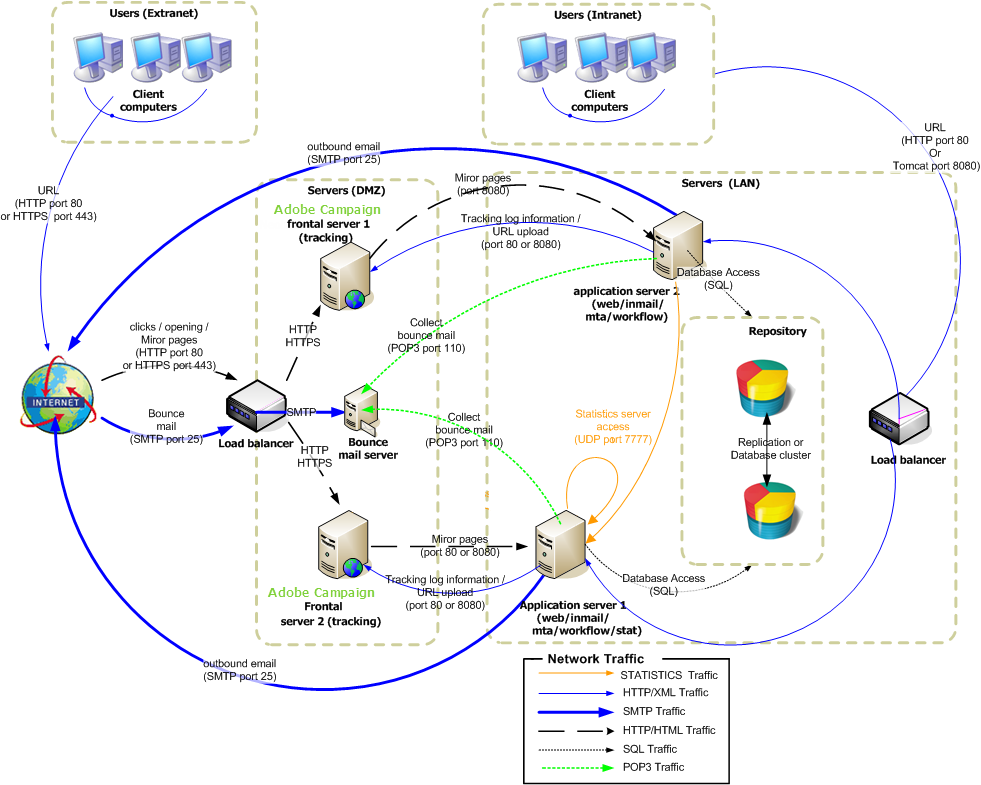 Users (Extranet)
Client
computers
Users (Intranet)
Client
computers
URL
(HTTP port 80
Or
Tomcat port 8080)
outbound email
(SMTP port 25)
URL
(HTTP port 80
or HTTPS port 443)
Servers (DMZ)
Adobe Campaign
frontal server 1
(tracking)
Miror pages
(port 8080)
Servers (LAN)
Tracking log information /
URL upload
(port 80 or 8080)
Database Access
(SQL)
application server 2
(web/inmail/
mta/workflow)
Repository
clicks / opening /
Miror pages
(HTTP port 80
or HTTPS port 443)
HTTP
HTTPS
Collect
bounce mail
(POP3 port 110)
INTERNET
Bounce
mail
(SMTP port 25)
Load balancer
SMTP
Bounce
mail server
Collect
bounce mail
(POP3 port 110)
Statistics server
access
(UDP port 7777)
Replication or
Database cluster
Load balancer
HTTP
HTTPS
Miror pages
(port 80 or 8080)
Tracking log information /
URL upload
(port 80 or 8080)
Database Access
(SQL)
Adobe Campaign
Frontal
server 2 (tracking)
Application server 1
(web/inmail/
mta/workflow/stat)
outbound email
(SMTP port 25)
Network Traffic
STATISTICS Traffic
HTTP/XML Traffic
SMTP Traffic
HTTP/HTML Traffic
SQL Traffic
POP3 Traffic